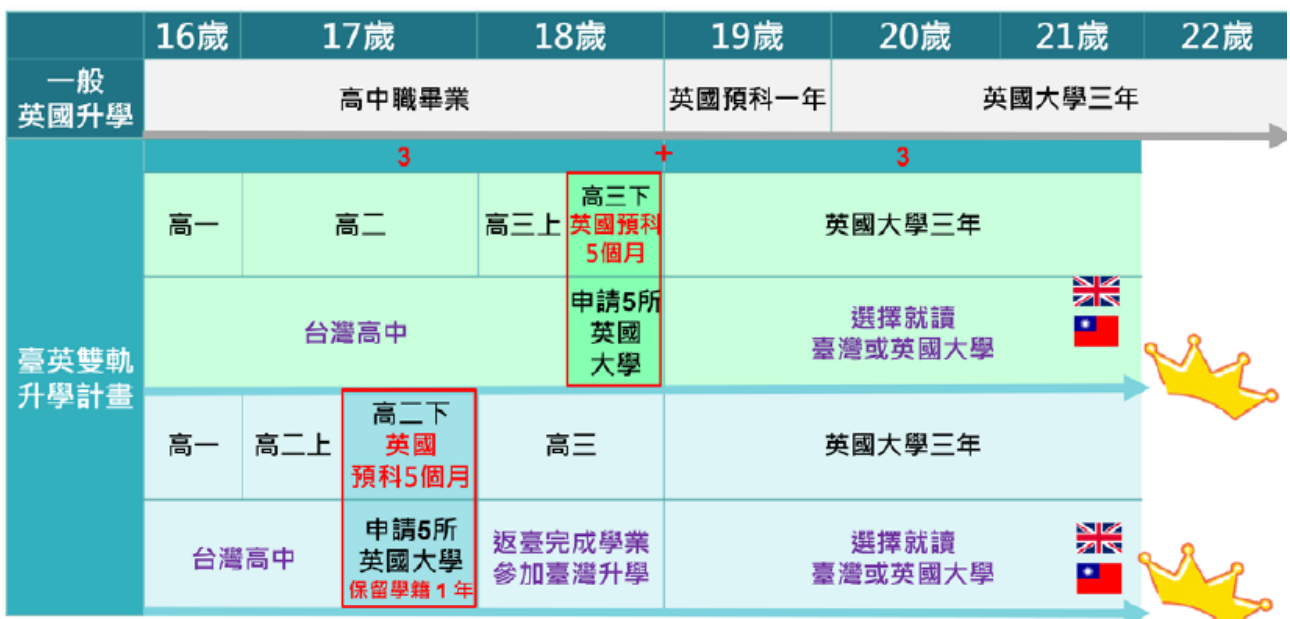 16歲 17歲 18歲 19歲 20歲 21歲 22歲
一般
英國升學
高中職畢業
英國預科一年
英國大學三年
臺英雙軌
升學計畫
3 + 3
高一
高二
高三上
高三下
英國預科
5個月
英國大學三年
台灣高中
申請5所
英國
大學
選擇就讀
臺灣或英國大學
高一
高二上
高二下
英國
預科5個月
高三
英國大學三年
台灣高中
申請5所
英國大學
保留學籍1年
返臺完成學業
參加臺灣升學
選擇就讀
臺灣或英國大學